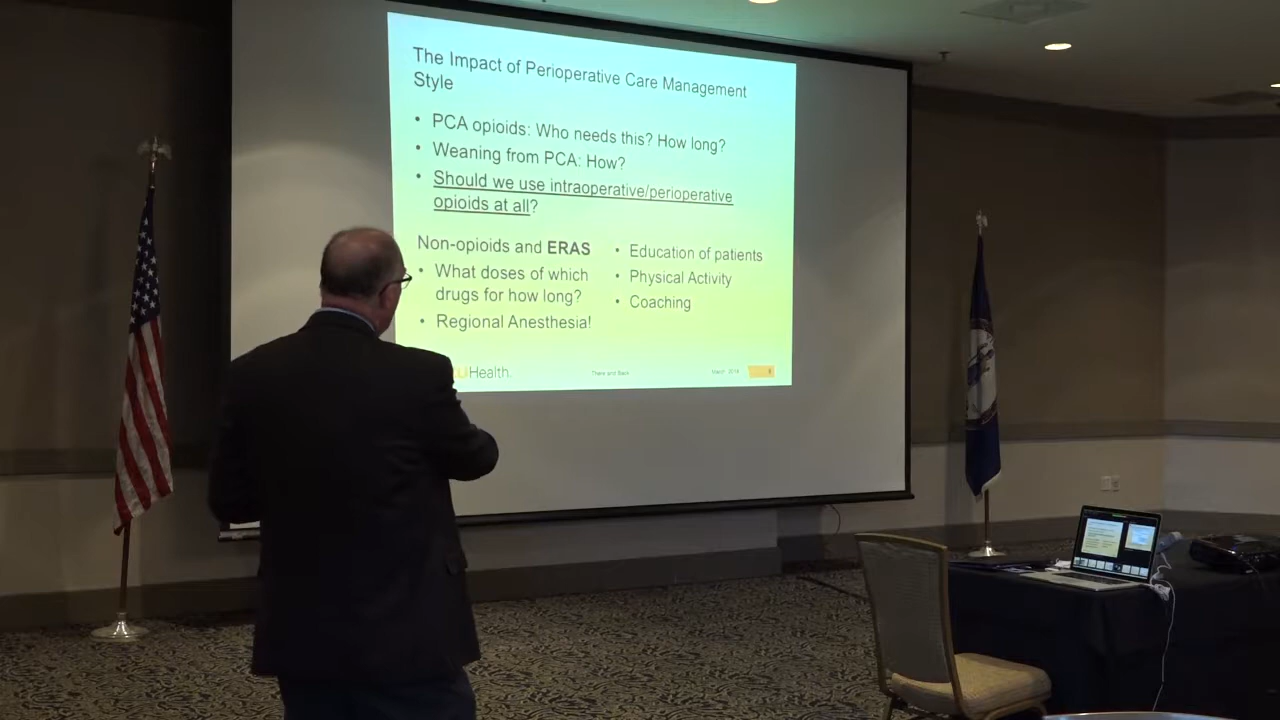 The Impact of Perioperative Care Management
Style
• PCA opioids: Who needs this? How long?
• Weaning from PCA: How?
• Should we use intraoperative/perioperative
opioids at all?
Non-opioids and ERAS
• What doses of which
drugs for how long?
• Regional Anesthesia!
• Education of patients
• Physical Activity
• Coaching
Health.
There and Back